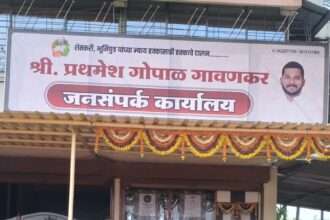 शेतकरी, भूमिपुत्र यांच्या न्याय हक्कासाठी हक्काचे दालन..........
श्री. प्रथमेश गोपाळ गावणकर
जनसंपर्क कार्यालय